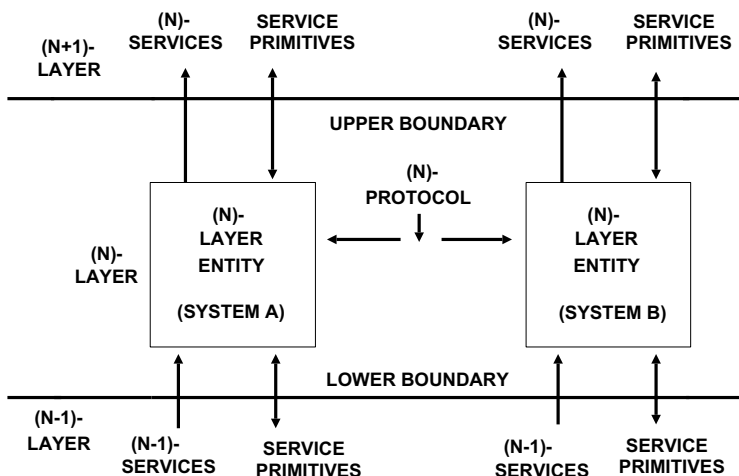 (N)-
SERVICES
SERVICE
PRIMITIVES
(N)-
SERVICES
SERVICE
PRIMITIVES
(N+1)-
LAYER
UPPER BOUNDARY
(N)-
PROTOCOL
(N)-
LAYER
(N)-
LAYER
ENTITY
(SYSTEM A)
(N)-
LAYER
ENTITY
(SYSTEM B)
LOWER BOUNDARY
(N-1)-
LAYER
(N-1)-
SERVICES
SERVICE
PRIMITIVES
(N-1)-
SERVICES
SERVICE
PRIMITIVES